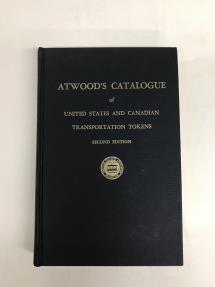 ATWOOD'S CATALOGUE
of
UNITED STATES AND CANADIAN
TRANSPORTATION TOKENS
SECOND EDITION